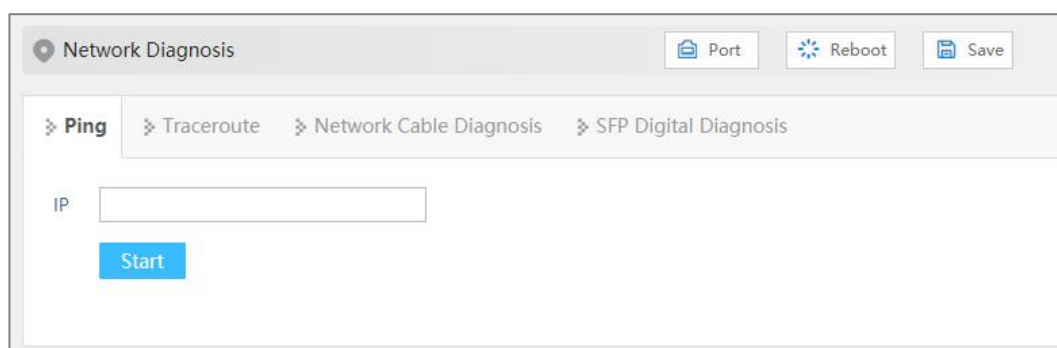 Network Diagnosis Port Reboot Save
Ping Traceroute Network Cable Diagnosis SFP Digital Diagnosis
IP
Start